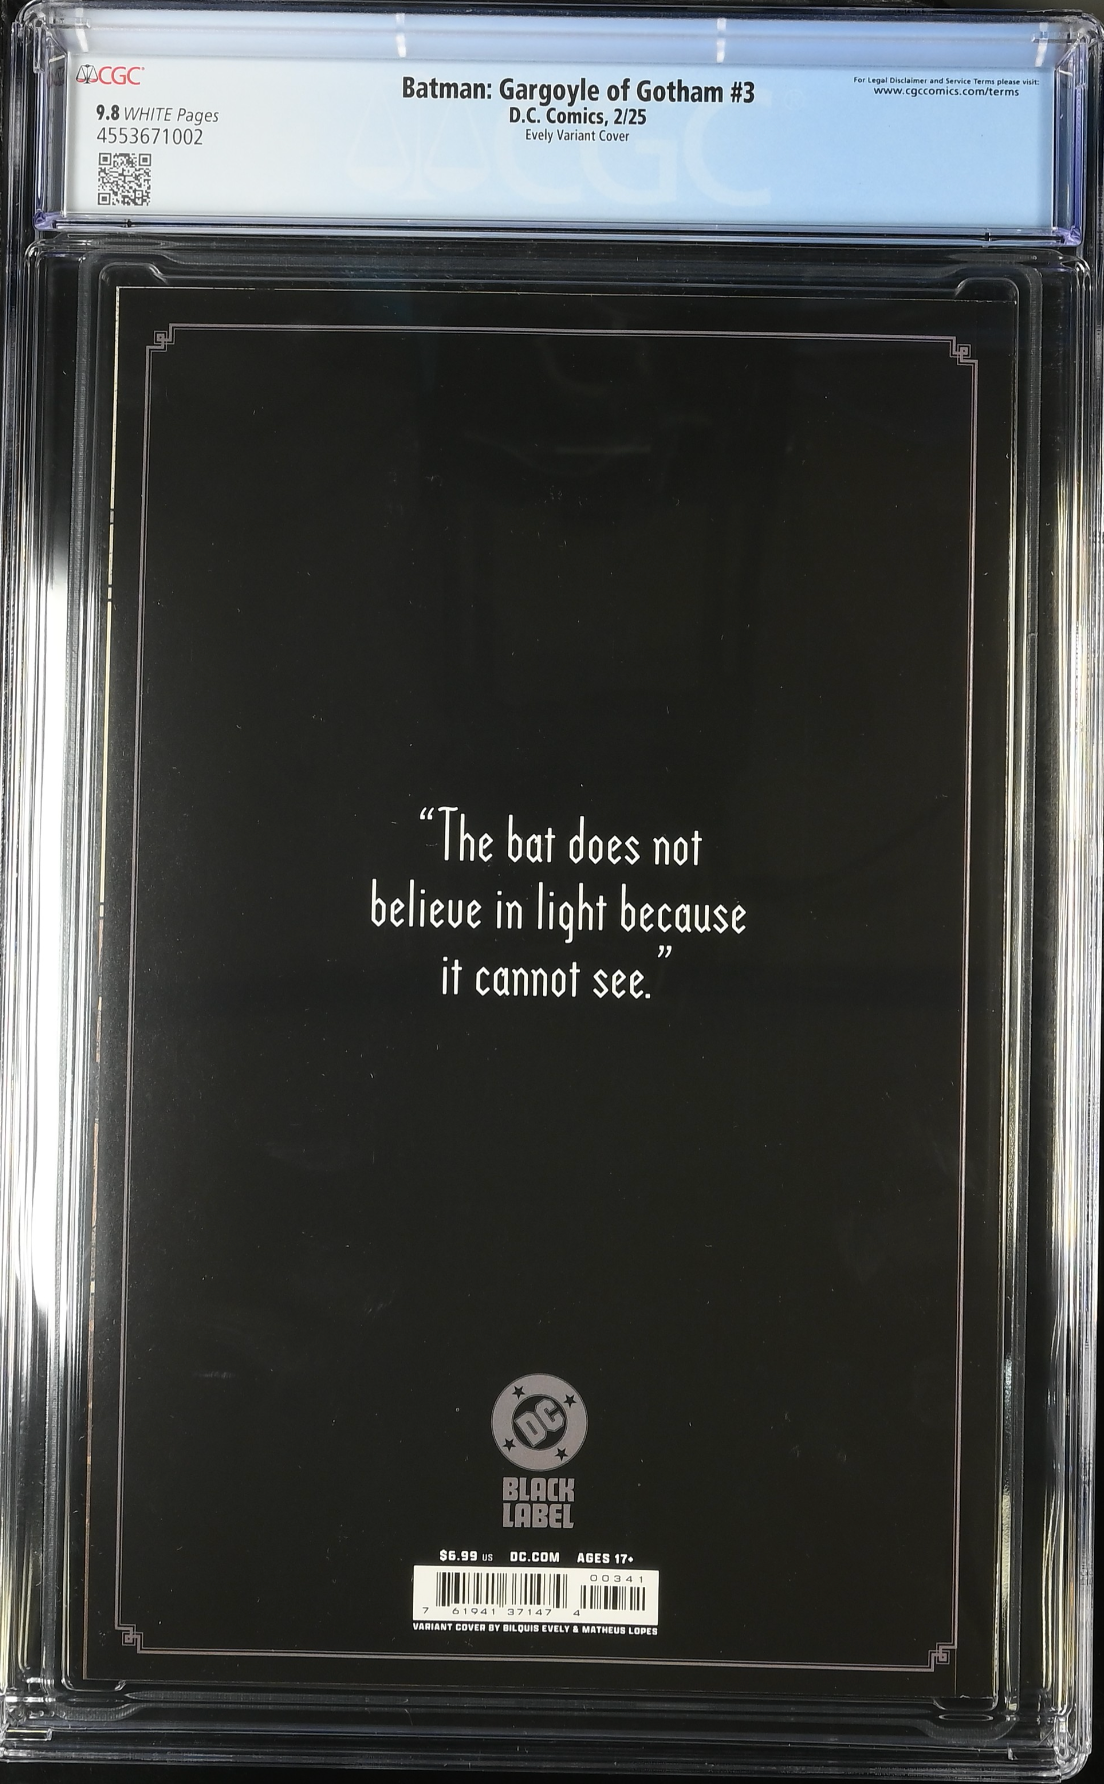 CGC
9.8 WHITE Pages
4553671002
Batman: Gargoyle of Gotham #3
D.C. Comics, 2/25
Evely Variant Cover
For Legal Disclaimer and Service Terms please visit:
www.cgccomics.com/terms
CGC
“The bat does not
believe in light because
it cannot see.”
DC
BLACK
LABEL
$6.99 US DC.COM AGES 17+
00341
7 61941 37147 4
VARIANT COVER BY BILQUIS EVELY & MATHEUS LOPES